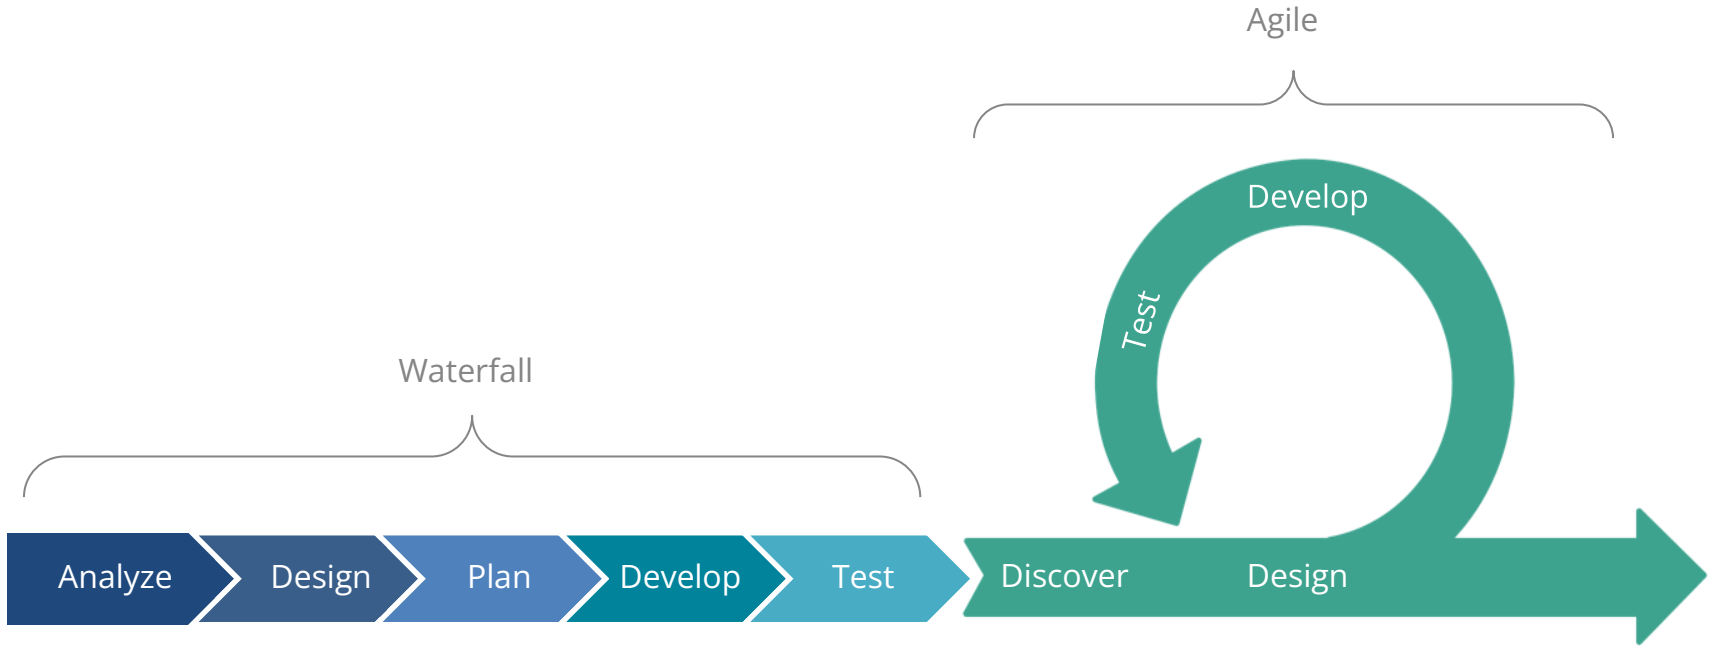 Agile
Develop
Test
Waterfall
Analyze
Design
Plan
Develop
Test
Discover
Design